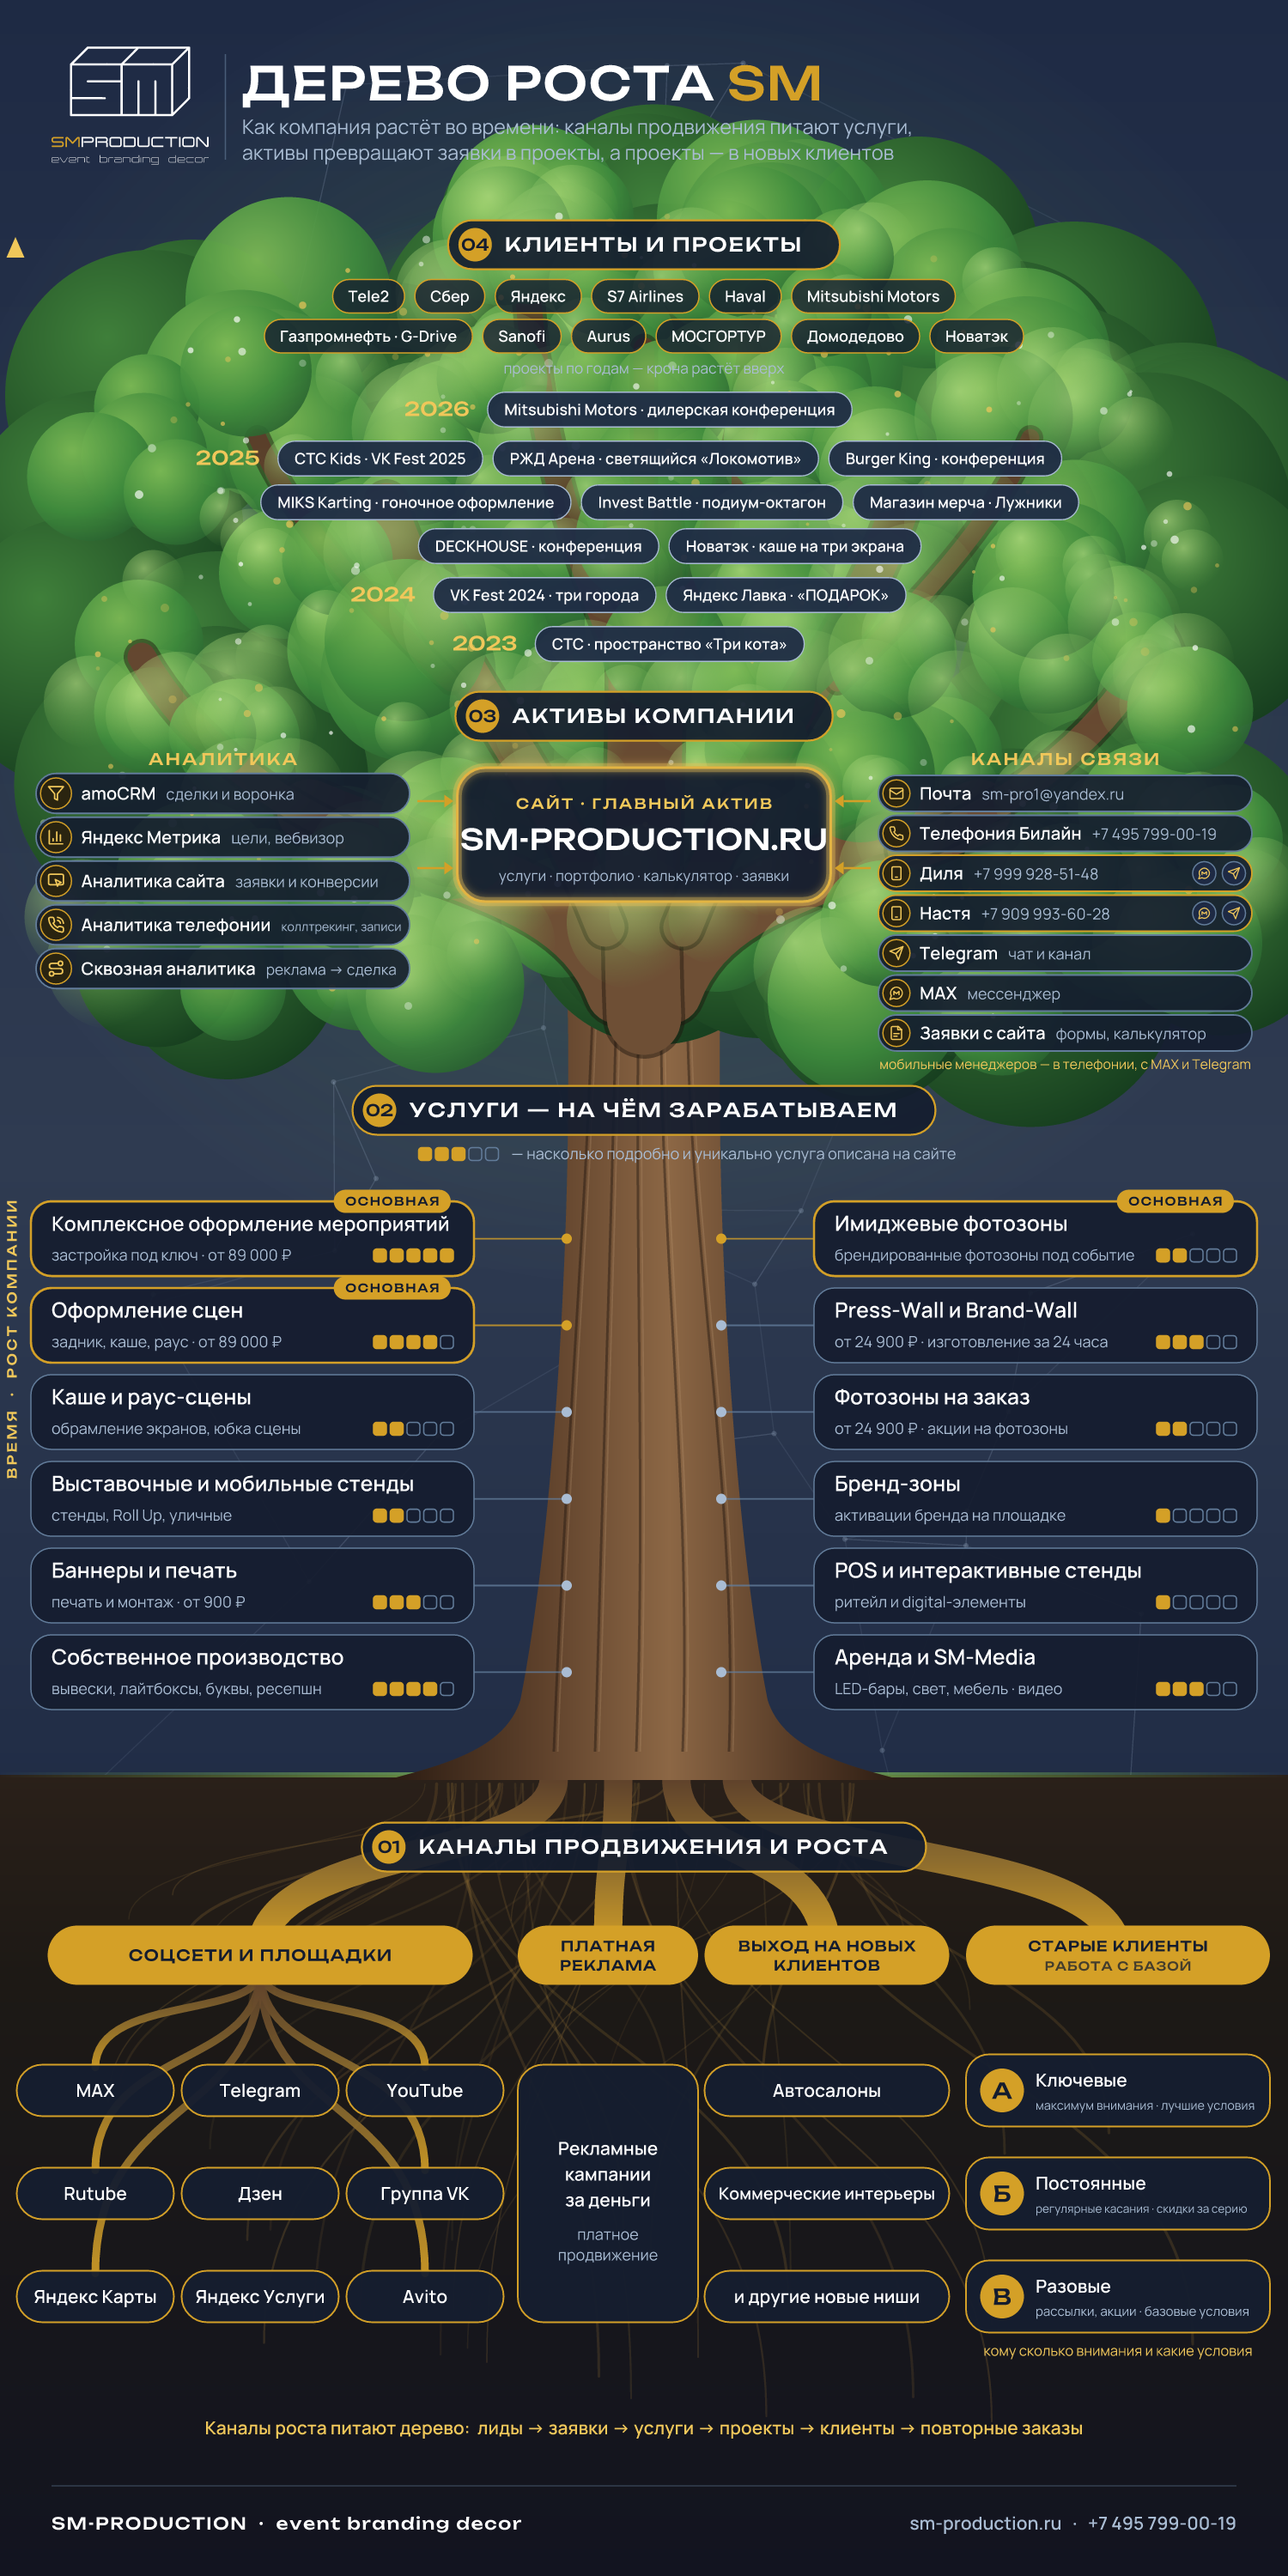 SM
SMPRODUCTION
event branding decor
ДЕРЕВО РОСТА SM
Как компания растёт во времени: каналы продвижения питают услуги,
активы превращают заявки в проекты, а проекты — в новых клиентов
04 КЛИЕНТЫ И ПРОЕКТЫ
Tele2 Сбер Яндекс S7 Airlines Haval Mitsubishi Motors
Газпромнефть · G-Drive Sanofi Aurus МОСГОРТУР Домодедово Новатэк
проекты по годам — крона растёт вверх
2026 Mitsubishi Motors · дилерская конференция
2025 СТС Kids · VK Fest 2025 РЖД Арена · светящийся «Локомотив» Burger King · конференция
MIKS Karting · гоночное оформление Invest Battle · подиум-октагон Магазин мерча · Лужники
DECKHOUSE · конференция Новатэк · каше на три экрана
2024 VK Fest 2024 · три города Яндекс Лавка · «ПОДАРОК»
2023 СТС · пространство «Три кота»
03 АКТИВЫ КОМПАНИИ
АНАЛИТИКА
amoCRM сделки и воронка
Яндекс Метрика цели, вебвизор
Аналитика сайта заявки и конверсии
Аналитика телефонии коллтрекинг, записи
Сквозная аналитика реклама → сделка
САЙТ · ГЛАВНЫЙ АКТИВ
SM-PRODUCTION.RU
услуги · портфолио · калькулятор · заявки
КАНАЛЫ СВЯЗИ
Почта sm-pro1@yandex.ru
Телефония Билайн +7 495 799-00-19
Диля +7 999 928-51-48
Настя +7 909 993-60-28
Telegram чат и канал
MAX мессенджер
Заявки с сайта формы, калькулятор
мобильные менеджеров — в телефонии, с MAX и Telegram
02 УСЛУГИ — НА ЧЁМ ЗАРАБАТЫВАЕМ
— насколько подробно и уникально услуга описана на сайте
ВРЕМЯ · РОСТ КОМПАНИИ
ОСНОВНАЯ
Комплексное оформление мероприятий
застройка под ключ · от 89 000 ₽
ОСНОВНАЯ
Оформление сцен
задник, каше, раус · от 89 000 ₽
Каше и раус-сцены
обрамление экранов, юбка сцены
Выставочные и мобильные стенды
стенды, Roll Up, уличные
Баннеры и печать
печать и монтаж · от 900 ₽
Собственное производство
вывески, лайтбоксы, буквы, ресепшн
ОСНОВНАЯ
Имиджевые фотозоны
брендированные фотозоны под событие
Press-Wall и Brand-Wall
от 24 900 ₽ · изготовление за 24 часа
Фотозоны на заказ
от 24 900 ₽ · акции на фотозоны
Бренд-зоны
активации бренда на площадке
POS и интерактивные стенды
ритейл и digital-элементы
Аренда и SM-Media
LED-бары, свет, мебель · видео
01 КАНАЛЫ ПРОДВИЖЕНИЯ И РОСТА
СОЦСЕТИ И ПЛОЩАДКИ
MAX Telegram YouTube
Rutube Дзен Группа VK
Яндекс Карты Яндекс Услуги Avito
ПЛАТНАЯ
РЕКЛАМА
Рекламные
кампании
за деньги
платное
продвижение
ВЫХОД НА НОВЫХ
КЛИЕНТОВ
Автосалоны
Коммерческие интерьеры
и другие новые ниши
СТАРЫЕ КЛИЕНТЫ
РАБОТА С БАЗОЙ
А Ключевые
максимум внимания · лучшие условия
Б Постоянные
регулярные касания · скидки за серию
В Разовые
рассылки, акции · базовые условия
кому сколько внимания и какие условия
Каналы роста питают дерево: лиды → заявки → услуги → проекты → клиенты → повторные заказы
SM-PRODUCTION · event branding decor
sm-production.ru · +7 495 799-00-19